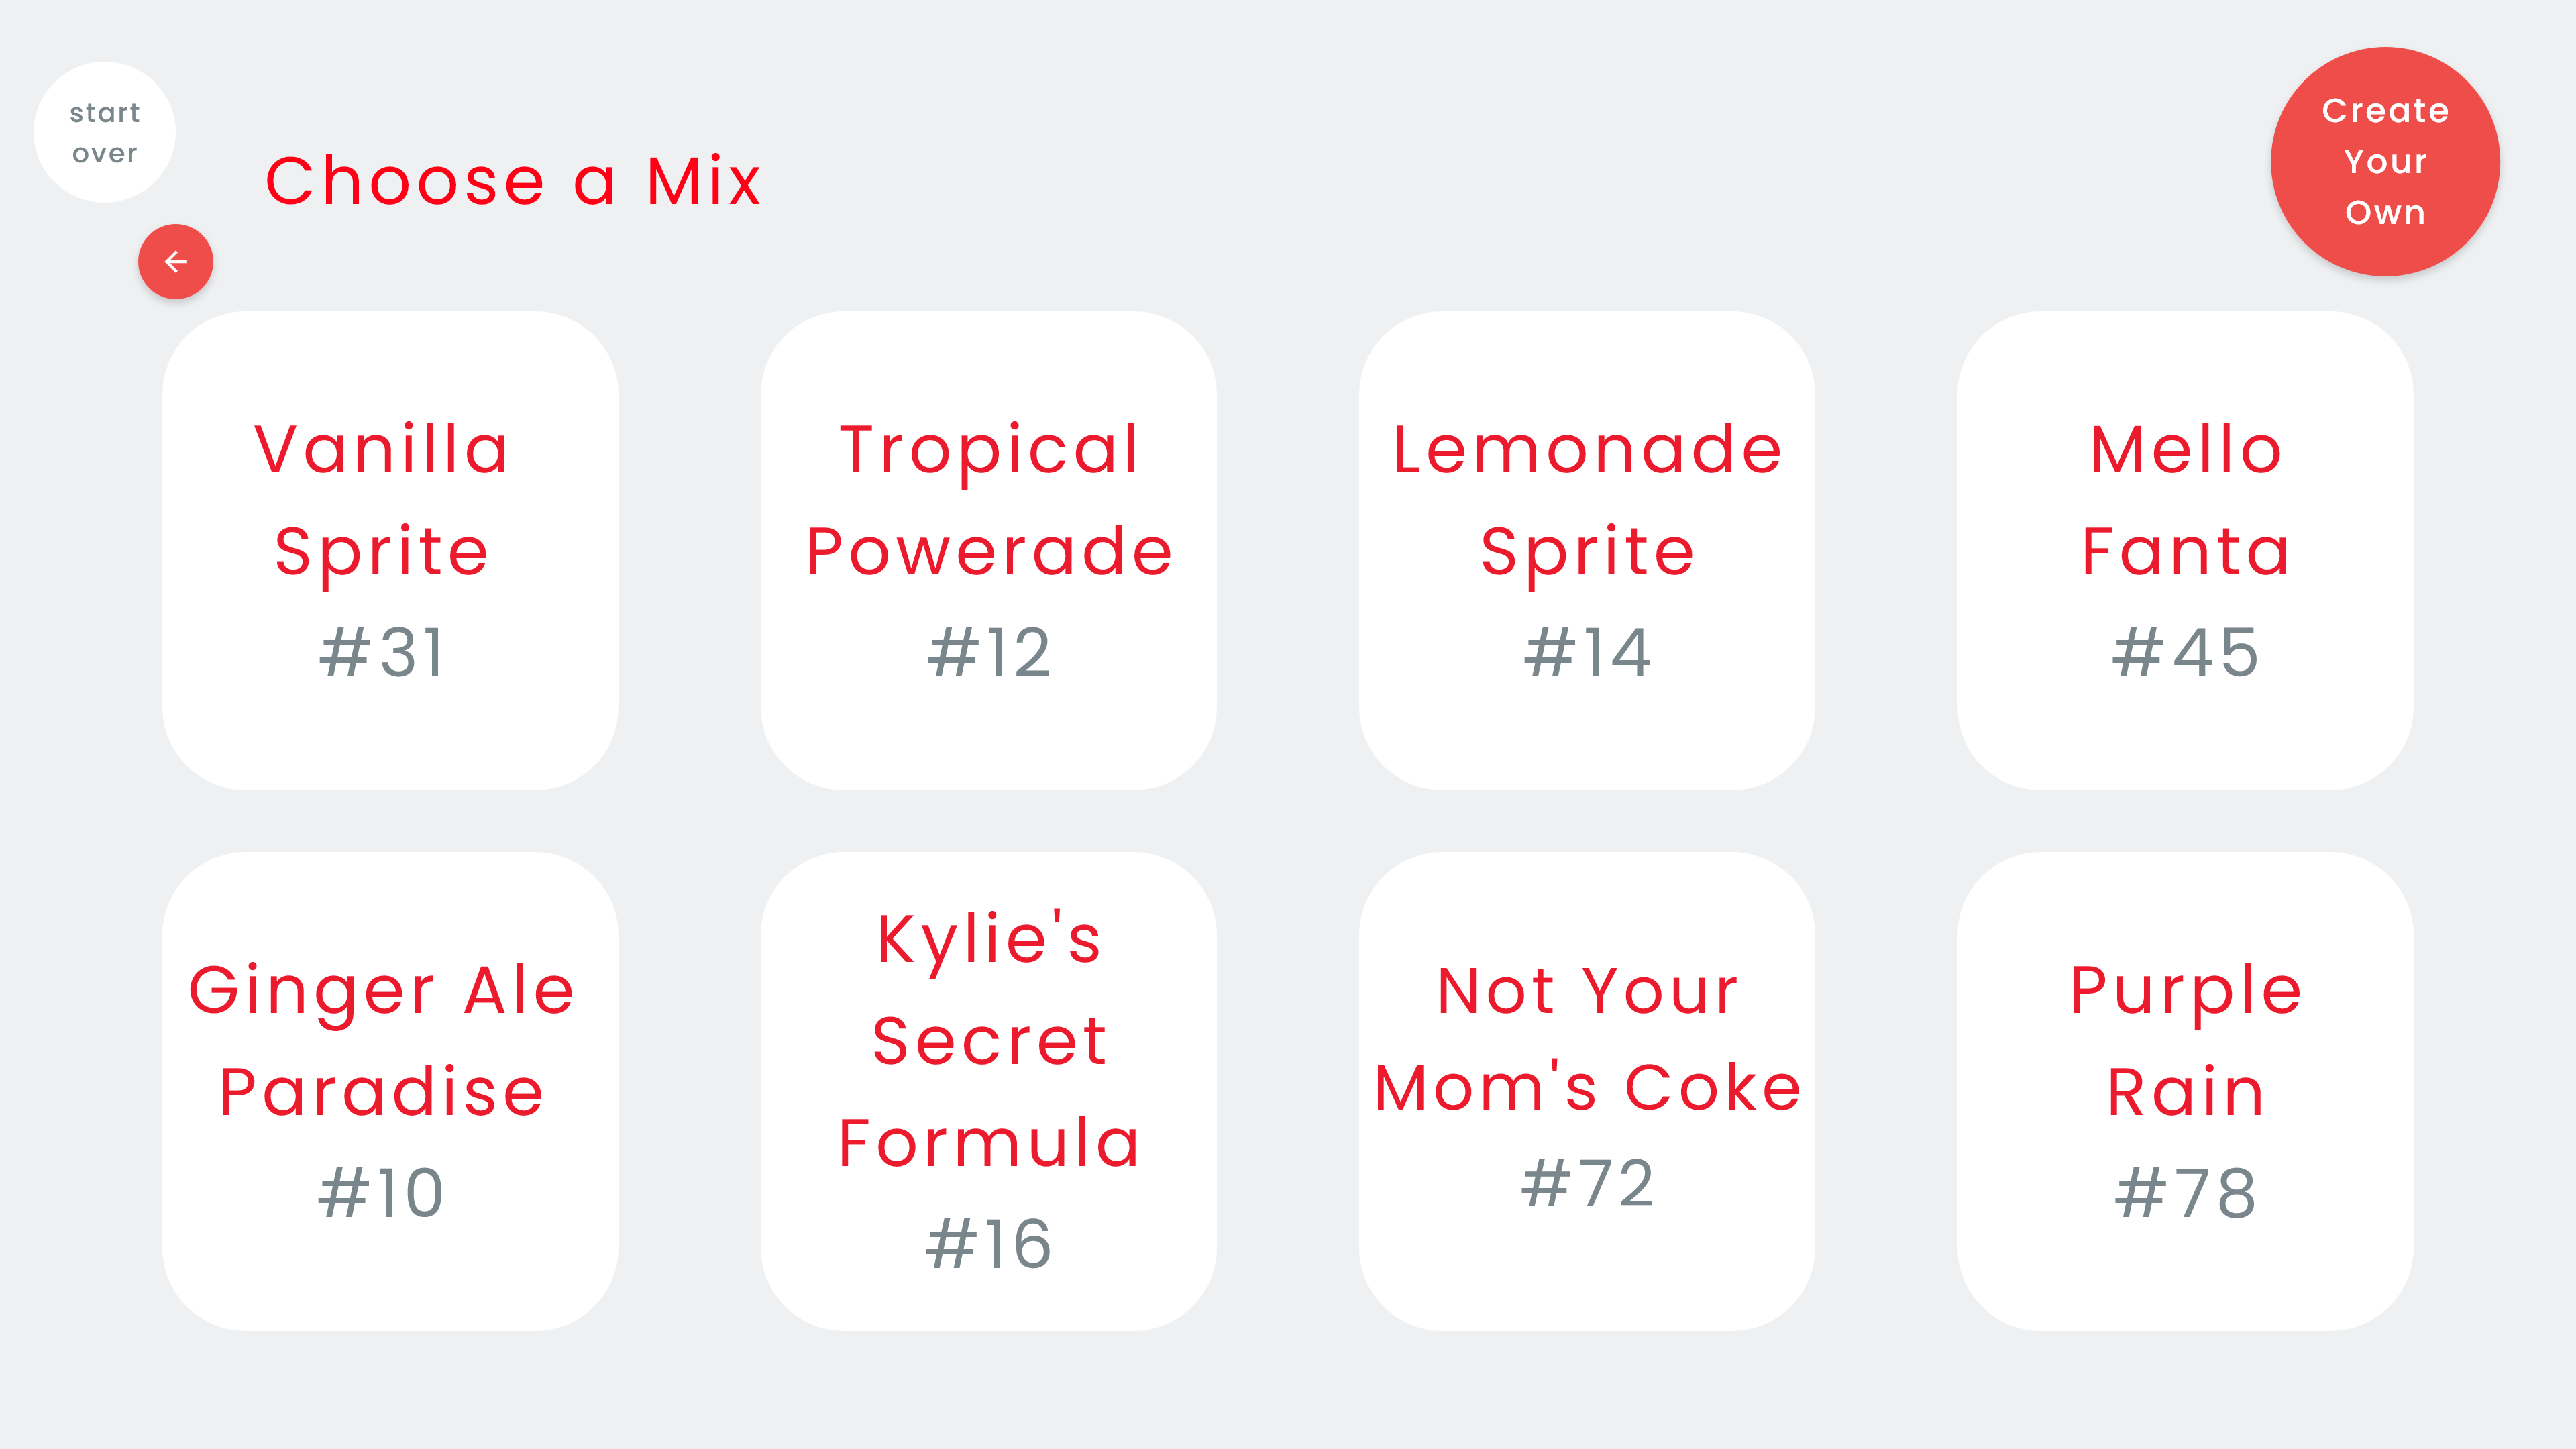 start
over
Choose a Mix
Create
Your
Own
Vanilla
Sprite
#31
Tropical
Powerade
#12
Lemonade
Sprite
#14
Mello
Fanta
#45
Ginger Ale
Paradise
#10
Kylie's
Secret
Formula
#16
Not Your
Mom's Coke
#72
Purple
Rain
#78